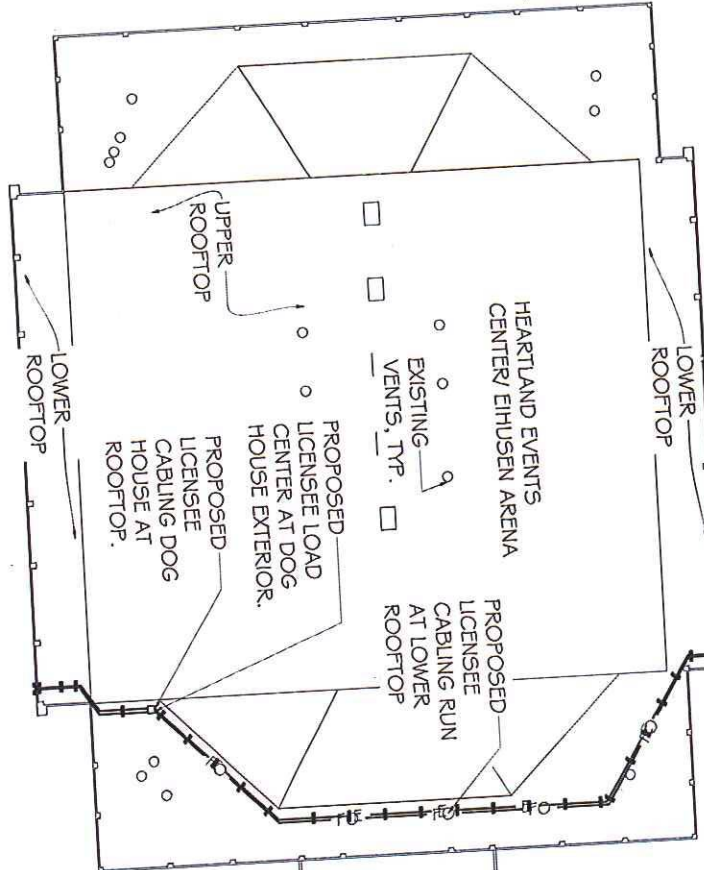 LOWER
ROOFTOP
HEARTLAND EVENTS
CENTER/ EIHUSEN ARENA
EXISTING
VENTS, TYP.
UPPER
ROOFTOP
LOWER
ROOFTOP
PROPOSED
LICENSEE
CABLING RUN
AT LOWER
ROOFTOP
PROPOSED
LICENSEE LOAD
CENTER AT DOG
HOUSE EXTERIOR.
PROPOSED
LICENSEE
CABLING DOG
HOUSE AT
ROOFTOP.